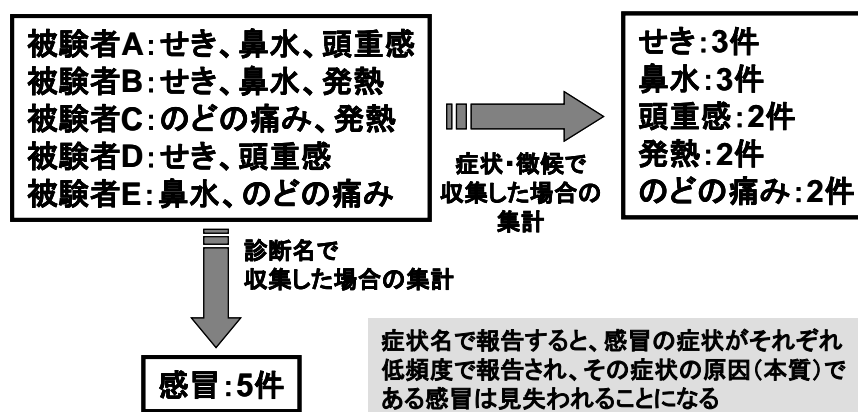 被験者A:せき、鼻水、頭重感
被験者B:せき、鼻水、発熱
被験者C:のどの痛み、発熱
被験者D:せき、頭重感
被験者E:鼻水、のどの痛み
症状・徴候で
収集した場合の
集計
せき:3件
鼻水:3件
頭重感:2件
発熱:2件
のどの痛み:2件
診断名で
収集した場合の集計
感冒:5件
症状名で報告すると、感冒の症状がそれぞれ
低頻度で報告され、その症状の原因(本質)で
ある感冒は見失われることになる